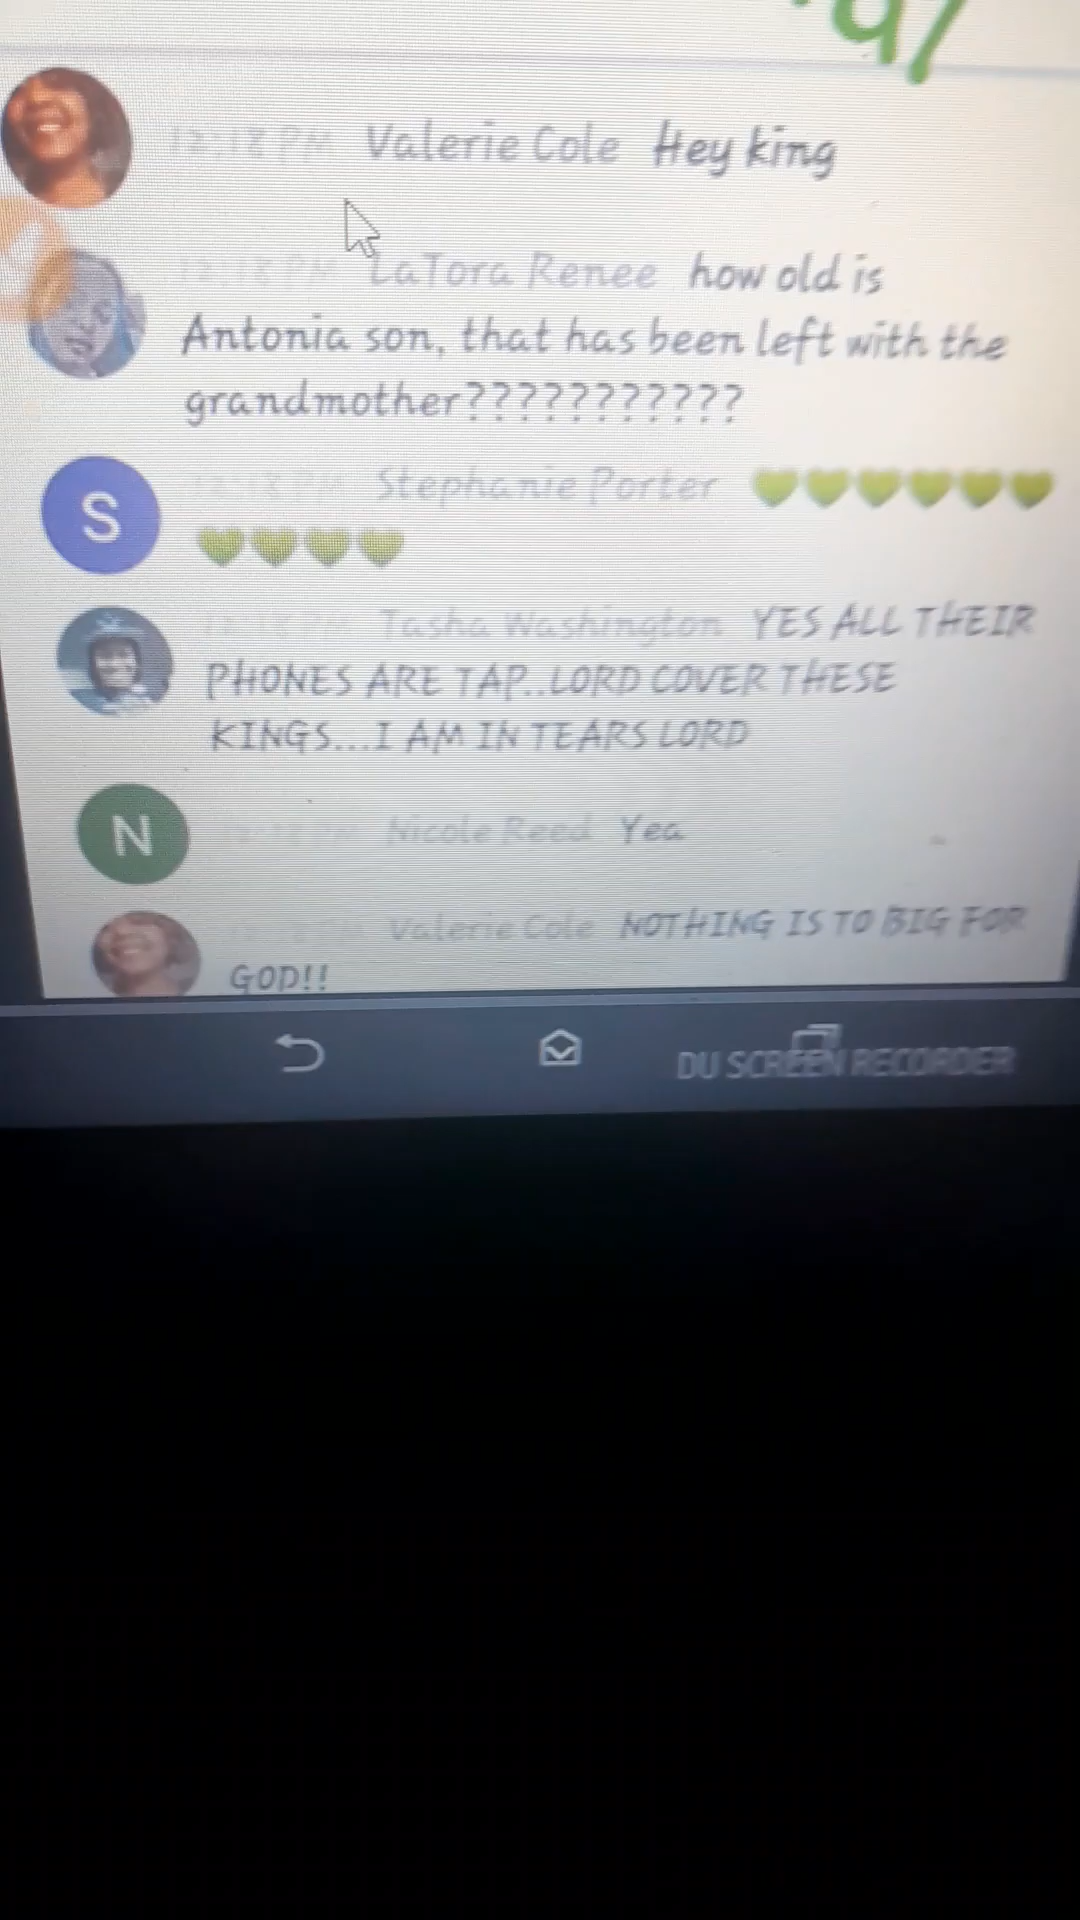 Valerie Cole Hey king
LaTora Renee how old is
Antonia son, that has been left with the
grandmother???????????
S
Stephanie Porter 💚💚💚💚💚💚
💚💚💚💚
Tasha Washington YES ALL THEIR
PHONES ARE TAP..LORD COVER THESE
KINGS...I AM IN TEARS LORD
N
Nicole Reed Yea
Valerie Cole NOTHING IS TO BIG FOR
GOD!!
DU SCREEN RECORDER